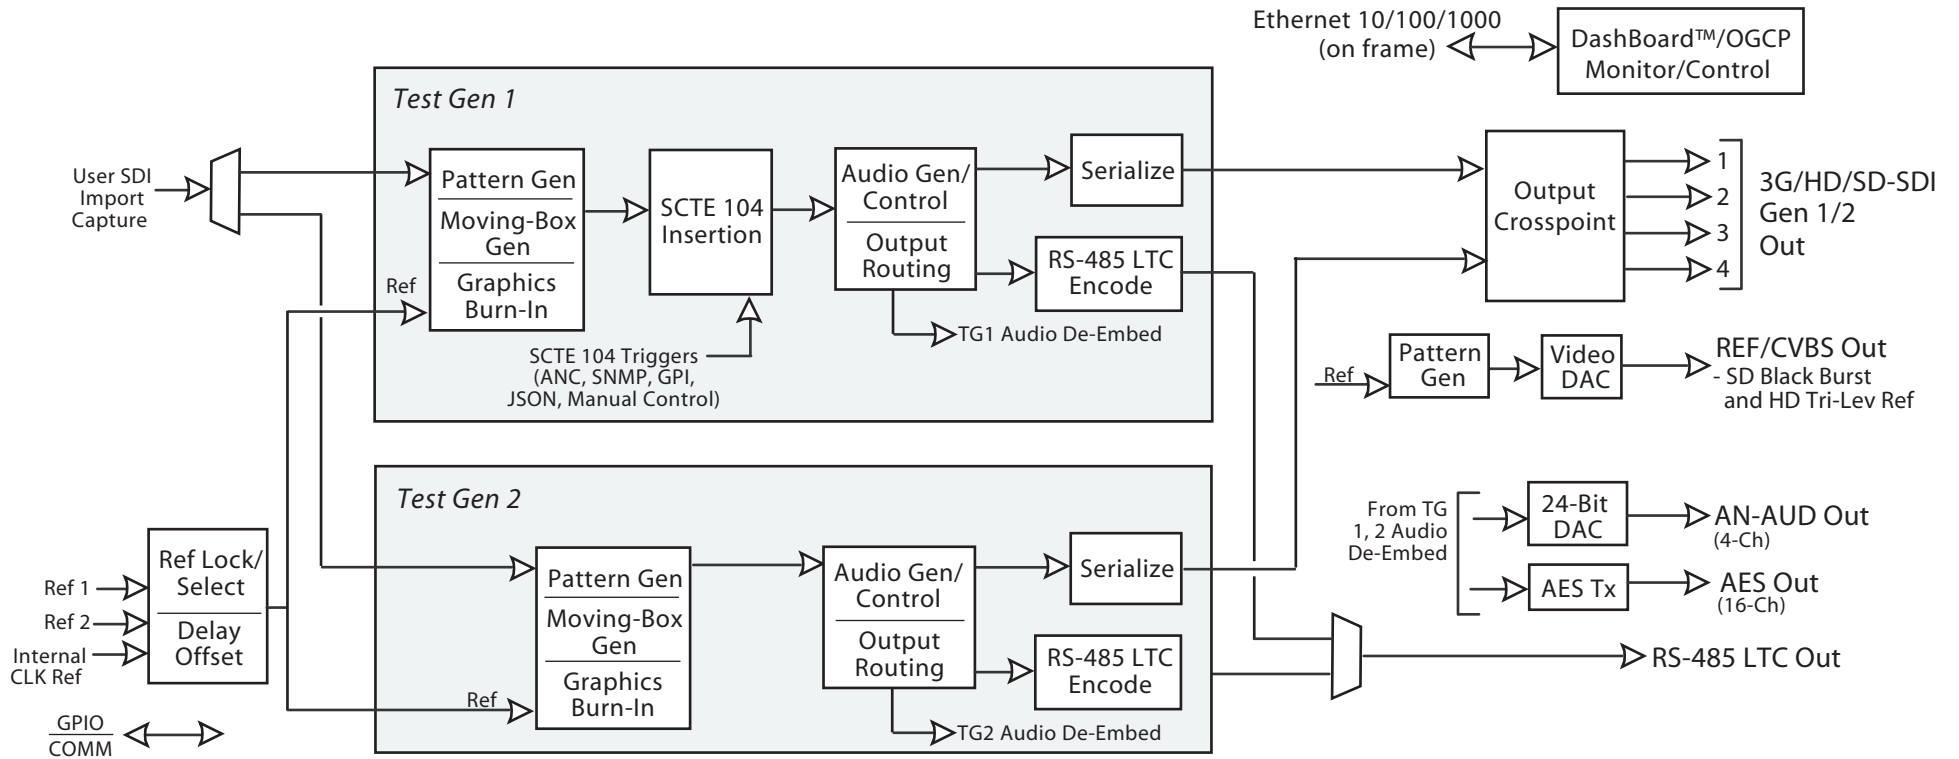 Ethernet 10/100/1000
(on frame)
DashBoard™/OGCP
Monitor/Control
Test Gen 1
User SDI
Import
Capture
Pattern Gen
Moving-Box
Gen
Graphics
Burn-In
Ref
SCTE 104
Insertion
SCTE 104 Triggers
(ANC, SNMP, GPI,
JSON, Manual Control)
Audio Gen/
Control
Output
Routing
Serialize
RS-485 LTC
Encode
TG1 Audio De-Embed
Output
Crosspoint
1
2
3
4
3G/HD/SD-SDI
Gen 1/2
Out
Ref
Pattern
Gen
Video
DAC
REF/CVBS Out
- SD Black Burst
and HD Tri-Lev Ref
Test Gen 2
Ref 1
Ref 2
Internal
CLK Ref
Ref Lock/
Select
Delay
Offset
GPIO
COMM
Pattern Gen
Moving-Box
Gen
Graphics
Burn-In
Ref
Audio Gen/
Control
Output
Routing
Serialize
RS-485 LTC
Encode
TG2 Audio De-Embed
From TG
1, 2 Audio
De-Embed
24-Bit
DAC
AN-AUD Out
(4-Ch)
AES Tx
AES Out
(16-Ch)
RS-485 LTC Out